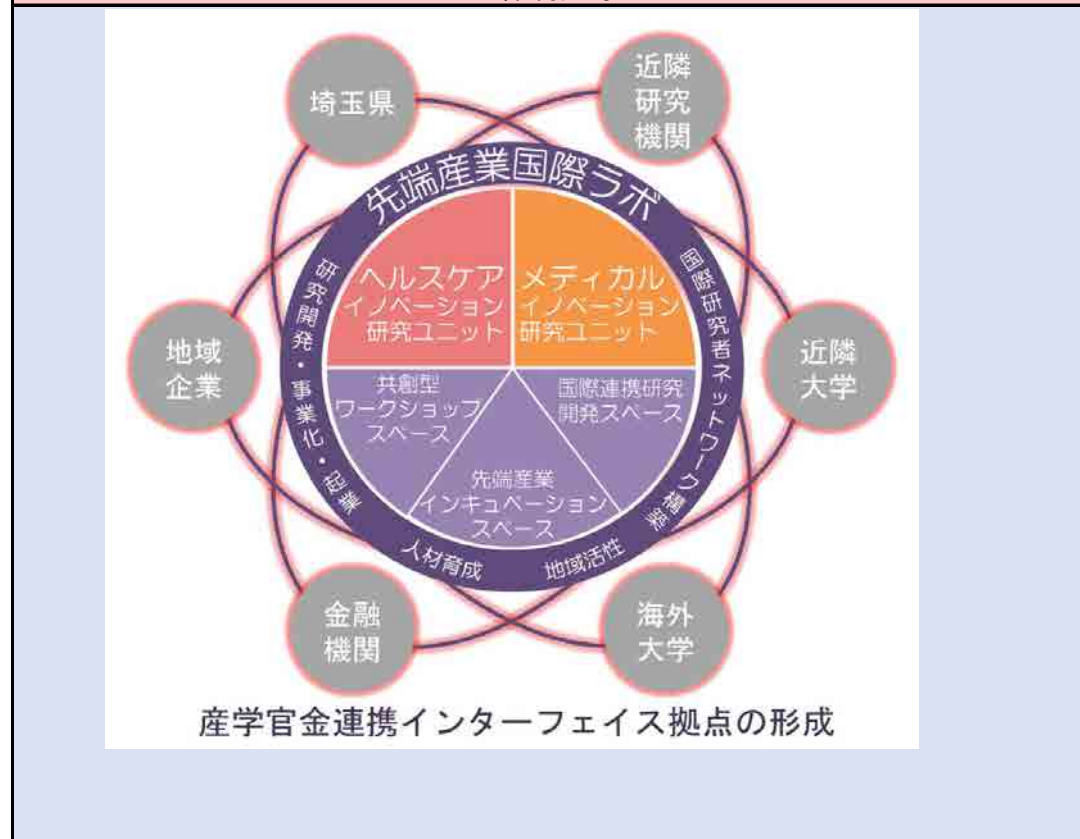 埼玉県
近隣
研究
機関
先端産業国際ラボ
ヘルスケア
イノベーション
研究ユニット
メディカル
イノベーション
研究ユニット
研究開発・事業化・起業
国際研究者ネットワーク構築
地域
企業
近隣
大学
共創型
ワークショップ
スペース
国際連携研究
開発スペース
先端産業
インキュベーション
スペース
人材育成
地域活性
金融
機関
海外
大学
産学官金連携インターフェイス拠点の形成